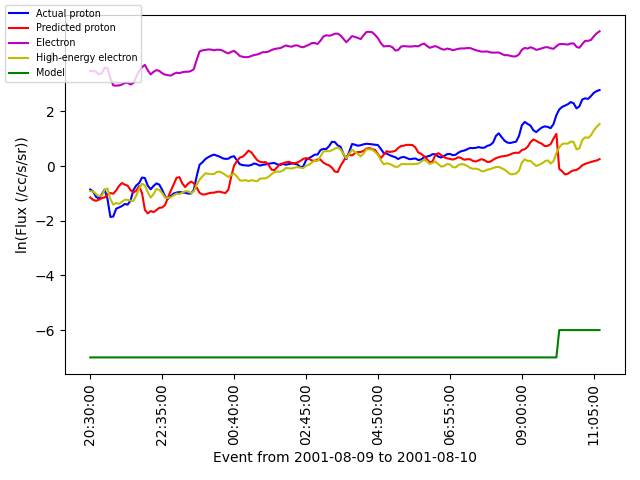 Actual proton
Predicted proton
Electron
High-energy electron
Model
ln(Flux (/cc/s/sr))
2
0
−2
−4
−6
20:30:00
22:35:00
00:40:00
02:45:00
04:50:00
06:55:00
09:00:00
11:05:00
Event from 2001-08-09 to 2001-08-10